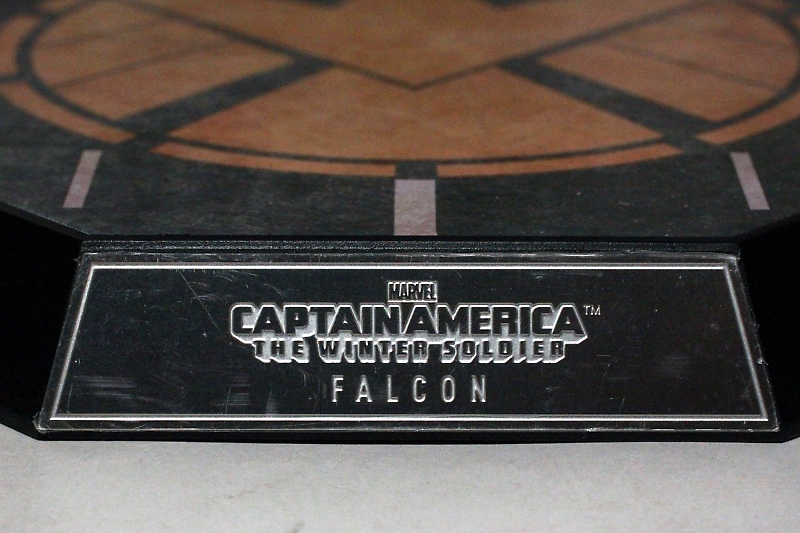 MARVEL
CAPTAIN AMERICA™
THE WINTER SOLDIER
FALCON